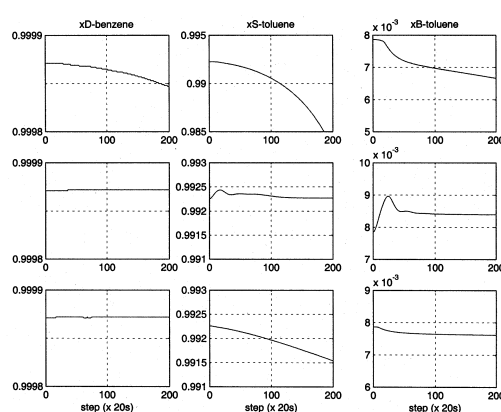 xD-benzene
xS-toluene
xB-toluene
0.9999
0.9998
0 100 200
0.995
0.99
0.985
0 100 200
x 10⁻³
8
7
6
5
0 100 200
0.9999
0.9998
0 100 200
0.993
0.9925
0.992
0.9915
0.991
0 100 200
x 10⁻³
10
9
8
7
0 100 200
0.9999
0.9998
0 100 200
step (x 20s)
0.993
0.9925
0.992
0.9915
0.991
0 100 200
step (x 20s)
x 10⁻³
9
8
7
6
0 100 200
step (x 20s)